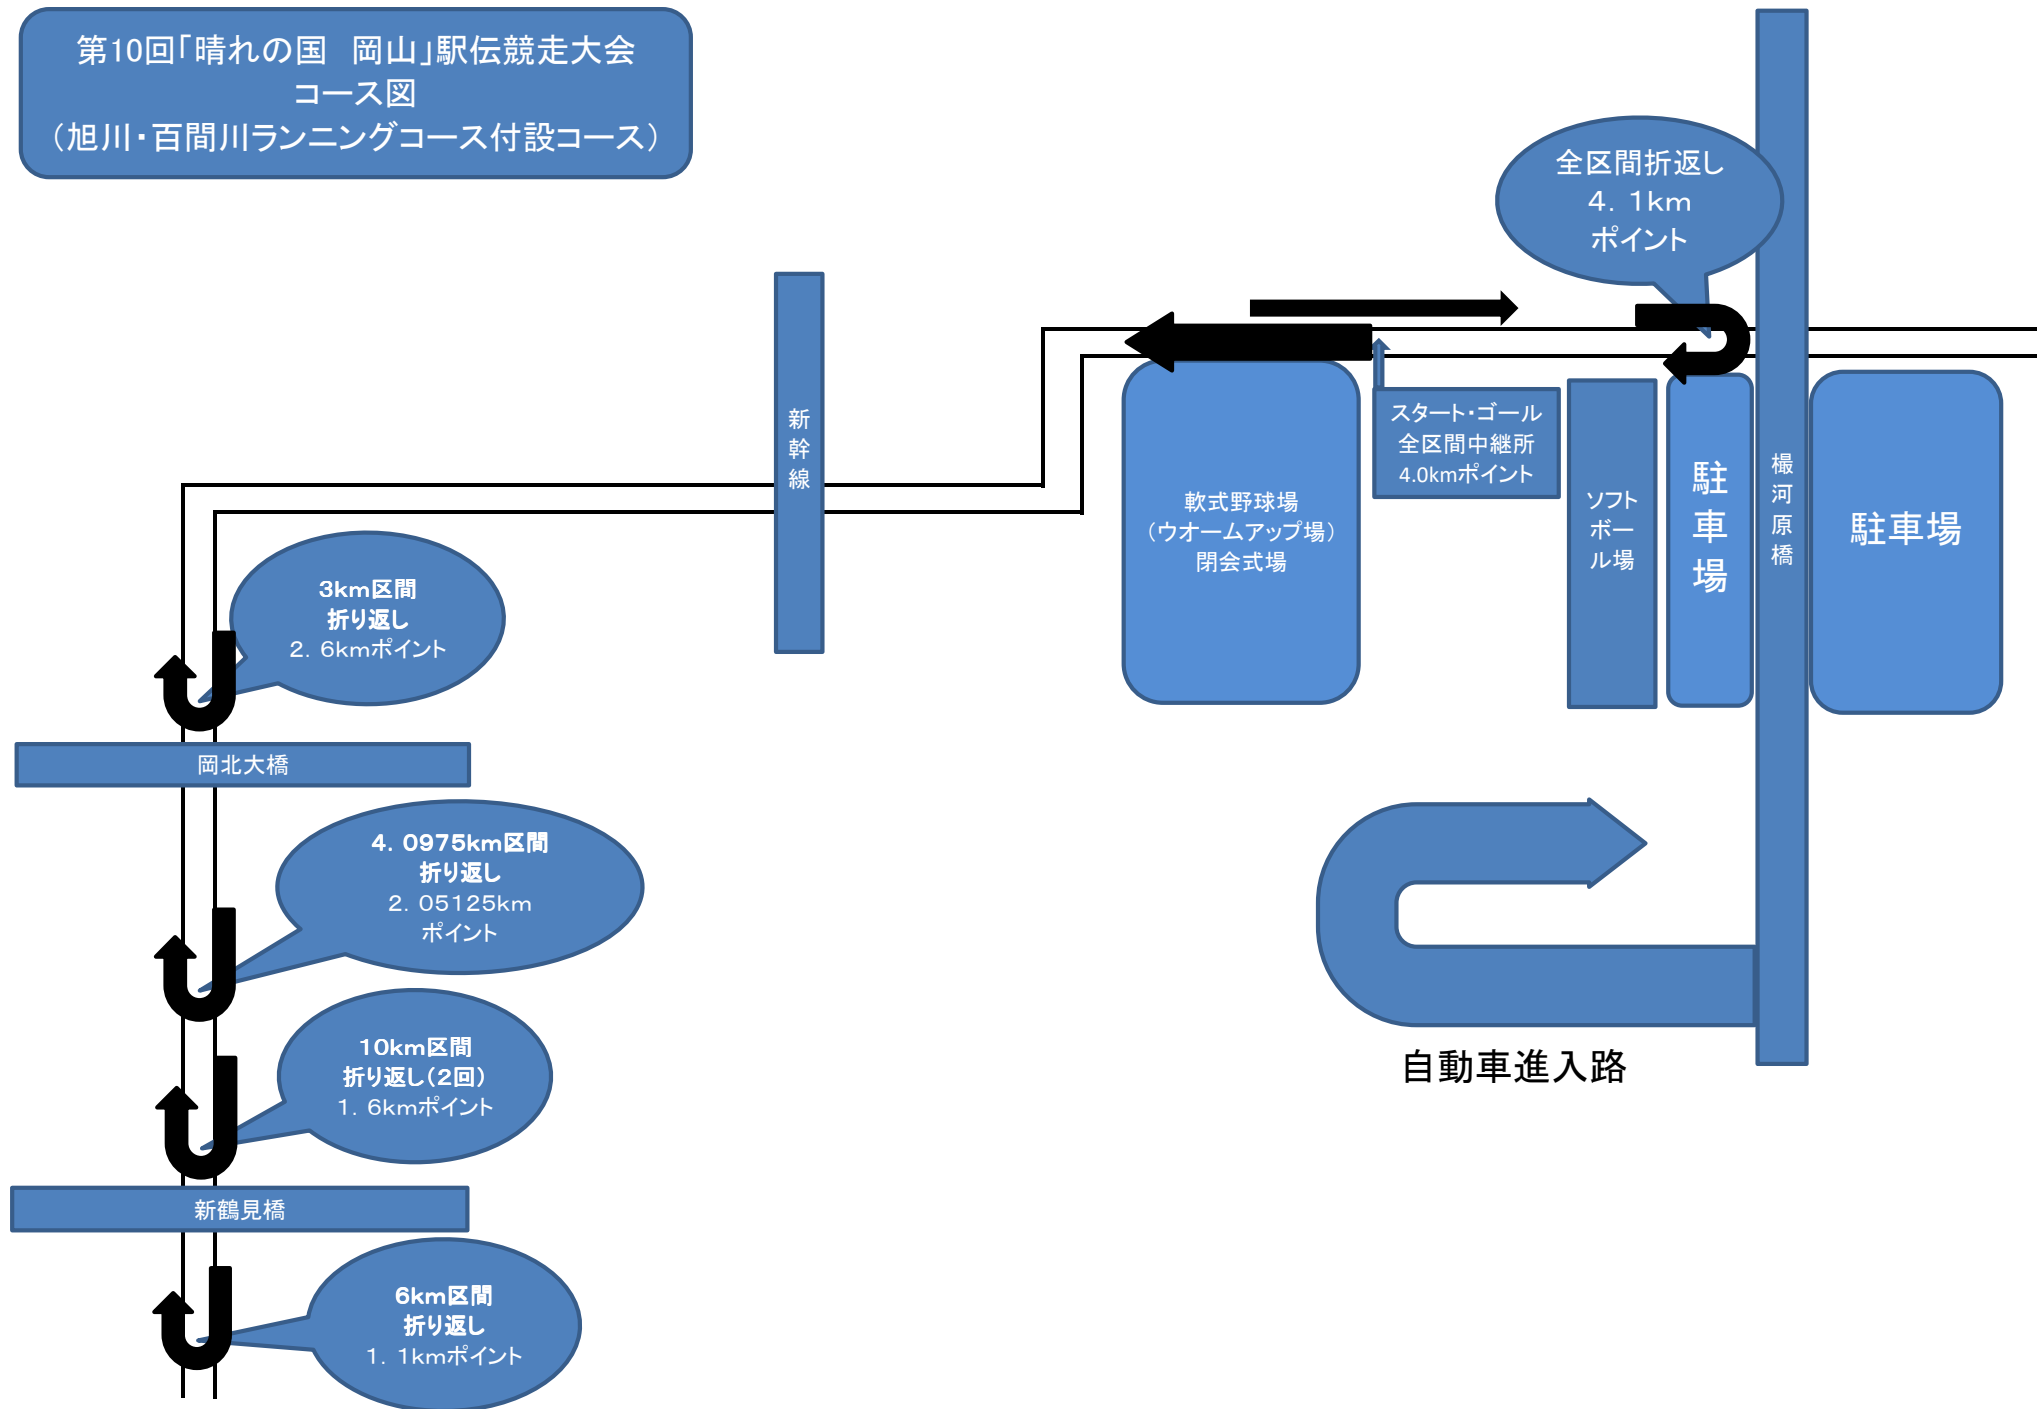 第10回「晴れの国　岡山」駅伝競走大会
コース図
（旭川・百間川ランニングコース付設コース）
全区間折返し
４．１ｋｍ
ポイント
新幹線
スタート・ゴール
全区間中継所
4.0kmポイント
軟式野球場
（ウオームアップ場）
閉会式場
ソフト
ボー
ル場
駐車場
撮河原橋
駐車場
３ｋｍ区間
折り返し
２．６ｋｍポイント
岡北大橋
４．０９７５ｋｍ区間
折り返し
２．０５１２５ｋｍ
ポイント
１０ｋｍ区間
折り返し（２回）
１．６ｋｍポイント
新鶴見橋
６ｋｍ区間
折り返し
１．１ｋｍポイント
自動車進入路